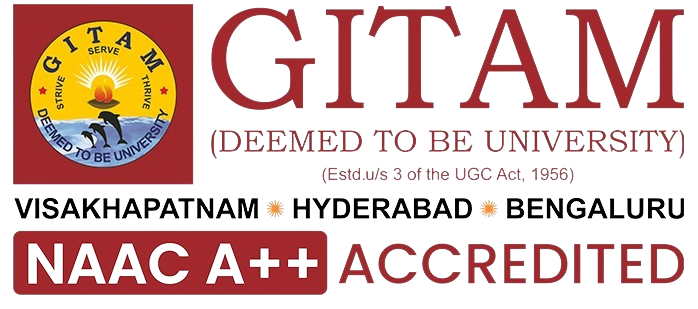 GITAM
STRIVE
SERVE
THRIVE
DEEMED TO BE UNIVERSITY
GITAM
(DEEMED TO BE UNIVERSITY)
(Estd.u/s 3 of the UGC Act, 1956)
VISAKHAPATNAM HYDERABAD BENGALURU
NAAC A++ ACCREDITED